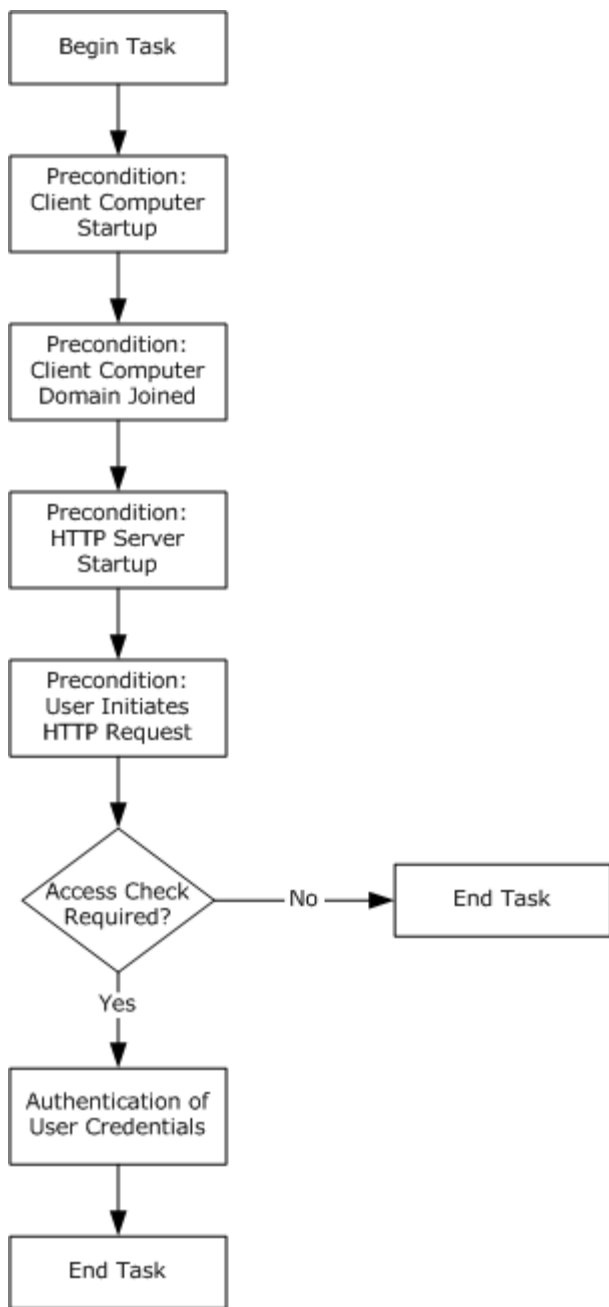 Begin Task
Precondition:
Client Computer
Startup
Precondition:
Client Computer
Domain Joined
Precondition:
HTTP Server
Startup
Precondition:
User Initiates
HTTP Request
Access Check
Required?
No
End Task
Yes
Authentication of
User Credentials
End Task